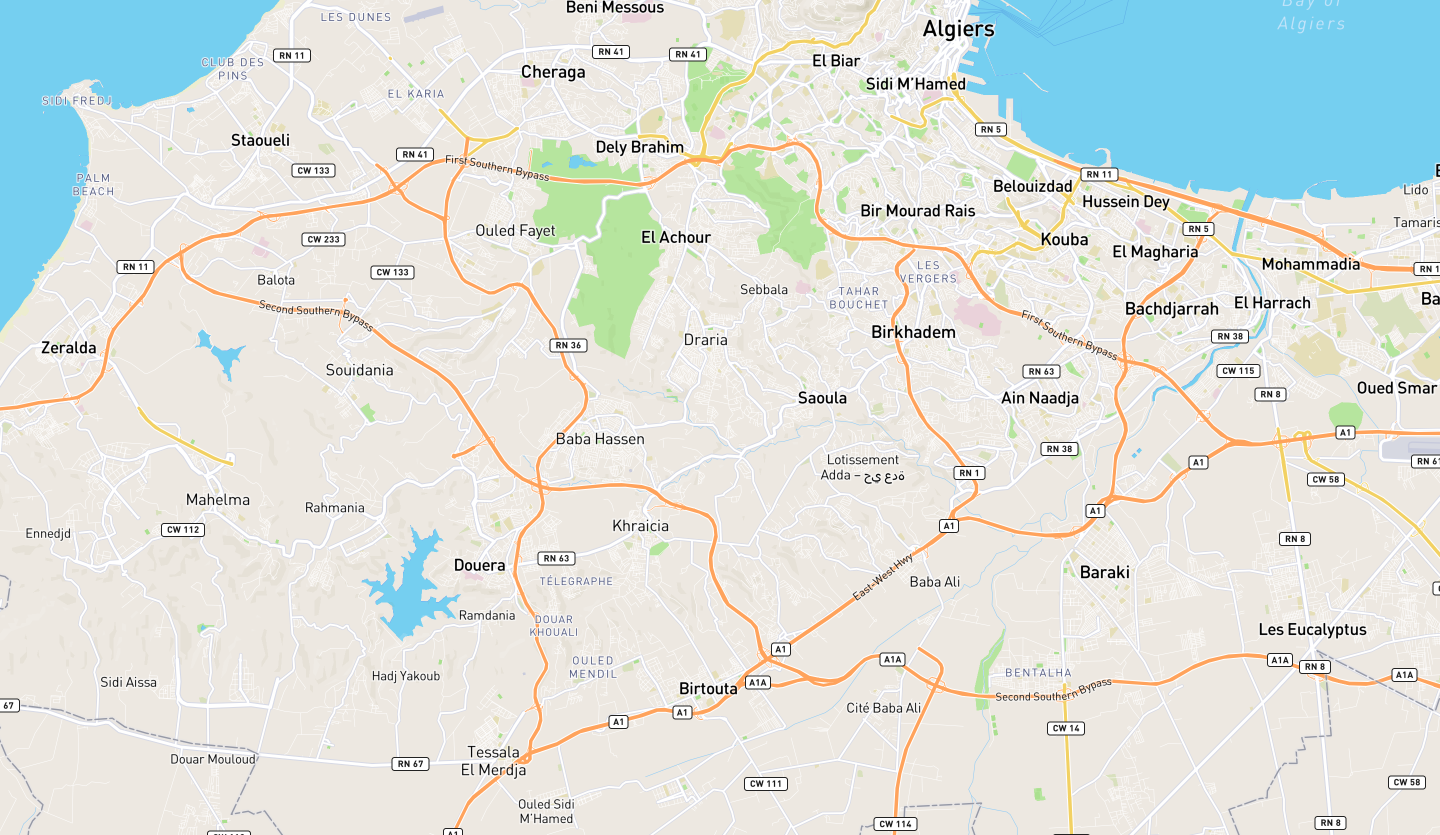 Beni Messous
LES DUNES
Bay of
Algiers
Algiers
RN 11
RN 41
RN 41
El Biar
CLUB DES
PINS
Cheraga
Sidi M'Hamed
EL KARIA
SIDI FREDJ
RN 5
Staoueli
Dely Brahim
RN 41
First Southern Bypass
CW 133
RN 11
PALM
BEACH
Belouizdad
Lido
Hussein Dey
Bir Mourad Rais
Tamaris
Ouled Fayet
RN 5
CW 233
El Achour
Kouba
El Magharia
RN 11
LES
VERGERS
Mohammadia
RN 1
CW 133
Balota
Sebbala
TAHAR
BOUCHET
El Harrach
Ba
Second Southern Bypass
Bachdjarrah
First Southern Bypass
Birkhadem
RN 38
Zeralda
RN 36
Draria
Souidania
RN 63
CW 115
Oued Smar
RN 8
Saoula
Ain Naadja
A1
Baba Hassen
RN 38
Lotissement
Adda – حي عدة
A1
RN 61
RN 1
CW 58
Mahelma
Rahmania
A1
Khraicia
A1
Ennedjd
CW 112
RN 8
RN 63
Douera
East-West Hwy
Baba Ali
Baraki
TÉLEGRAPHE
Ramdania
DOUAR
KHOUALI
Les Eucalyptus
A1
A1A
A1A
OULED
MENDIL
RN 8
BENTALHA
Hadj Yakoub
A1A
Sidi Aissa
A1A
Birtouta
Second Southern Bypass
67
Cité Baba Ali
A1
A1
CW 14
Tessala
El Merdja
Douar Mouloud
RN 67
CW 111
CW 58
Ouled Sidi
M'Hamed
CW 114
RN 8
A1